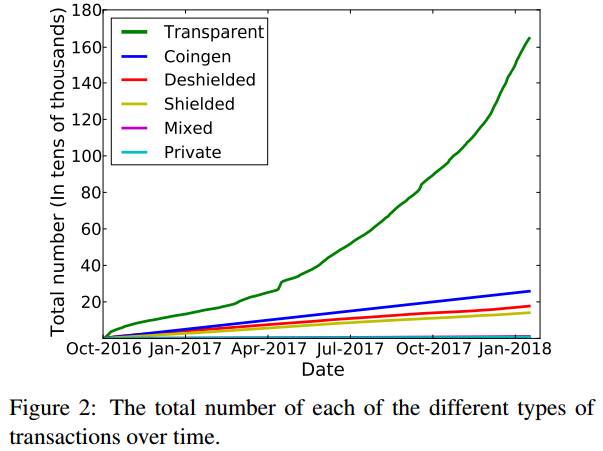 180
160
140
120
100
80
60
40
20
Total number (In tens of thousands)
Transparent
Coingen
Deshielded
Shielded
Mixed
Private
Oct-2016 Jan-2017 Apr-2017 Jul-2017 Oct-2017 Jan-2018
Date
Figure 2: The total number of each of the different types of
transactions over time.